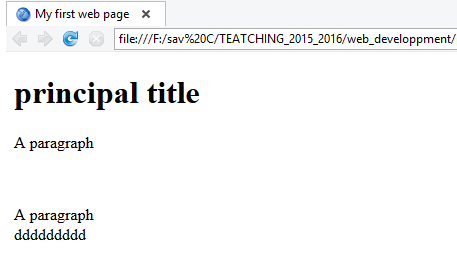 My first web page
file:///F:/sav%20C/TEATCHING_2015_2016/web_developpment/
principal title
A paragraph
A paragraph
ddddddddd